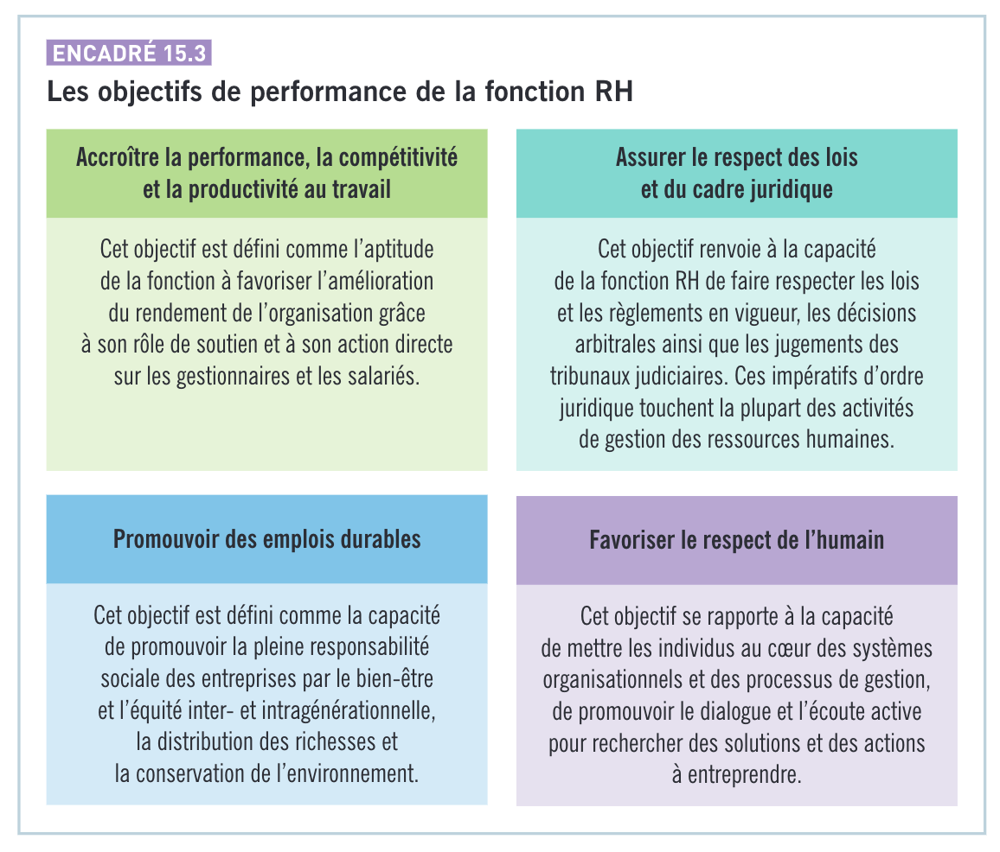 ENCADRÉ 15.3
Les objectifs de performance de la fonction RH
Accroître la performance, la compétitivité
et la productivité au travail
Cet objectif est défini comme l’aptitude
de la fonction à favoriser l’amélioration
du rendement de l’organisation grâce
à son rôle de soutien et à son action directe
sur les gestionnaires et les salariés.
Assurer le respect des lois
et du cadre juridique
Cet objectif renvoie à la capacité
de la fonction RH de faire respecter les lois
et les règlements en vigueur, les décisions
arbitrales ainsi que les jugements des
tribunaux judiciaires. Ces impératifs d’ordre
juridique touchent la plupart des activités
de gestion des ressources humaines.
Promouvoir des emplois durables
Cet objectif est défini comme la capacité
de promouvoir la pleine responsabilité
sociale des entreprises par le bien-être
et l’équité inter- et intragénérationnelle,
la distribution des richesses et
la conservation de l’environnement.
Favoriser le respect de l’humain
Cet objectif se rapporte à la capacité
de mettre les individus au cœur des systèmes
organisationnels et des processus de gestion,
de promouvoir le dialogue et l’écoute active
pour rechercher des solutions et des actions
à entreprendre.